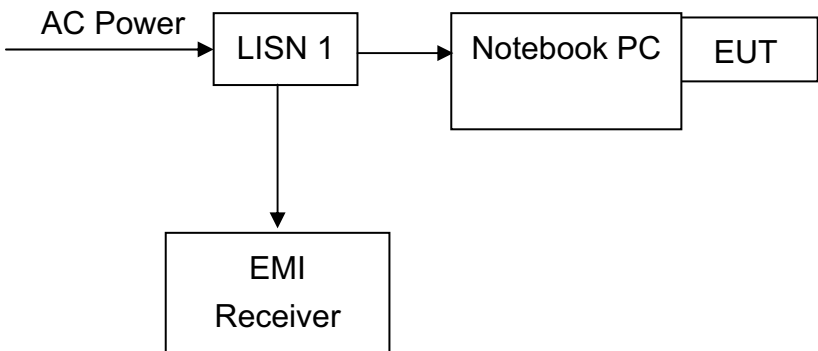 AC Power
LISN 1
Notebook PC
EUT
EMI
Receiver